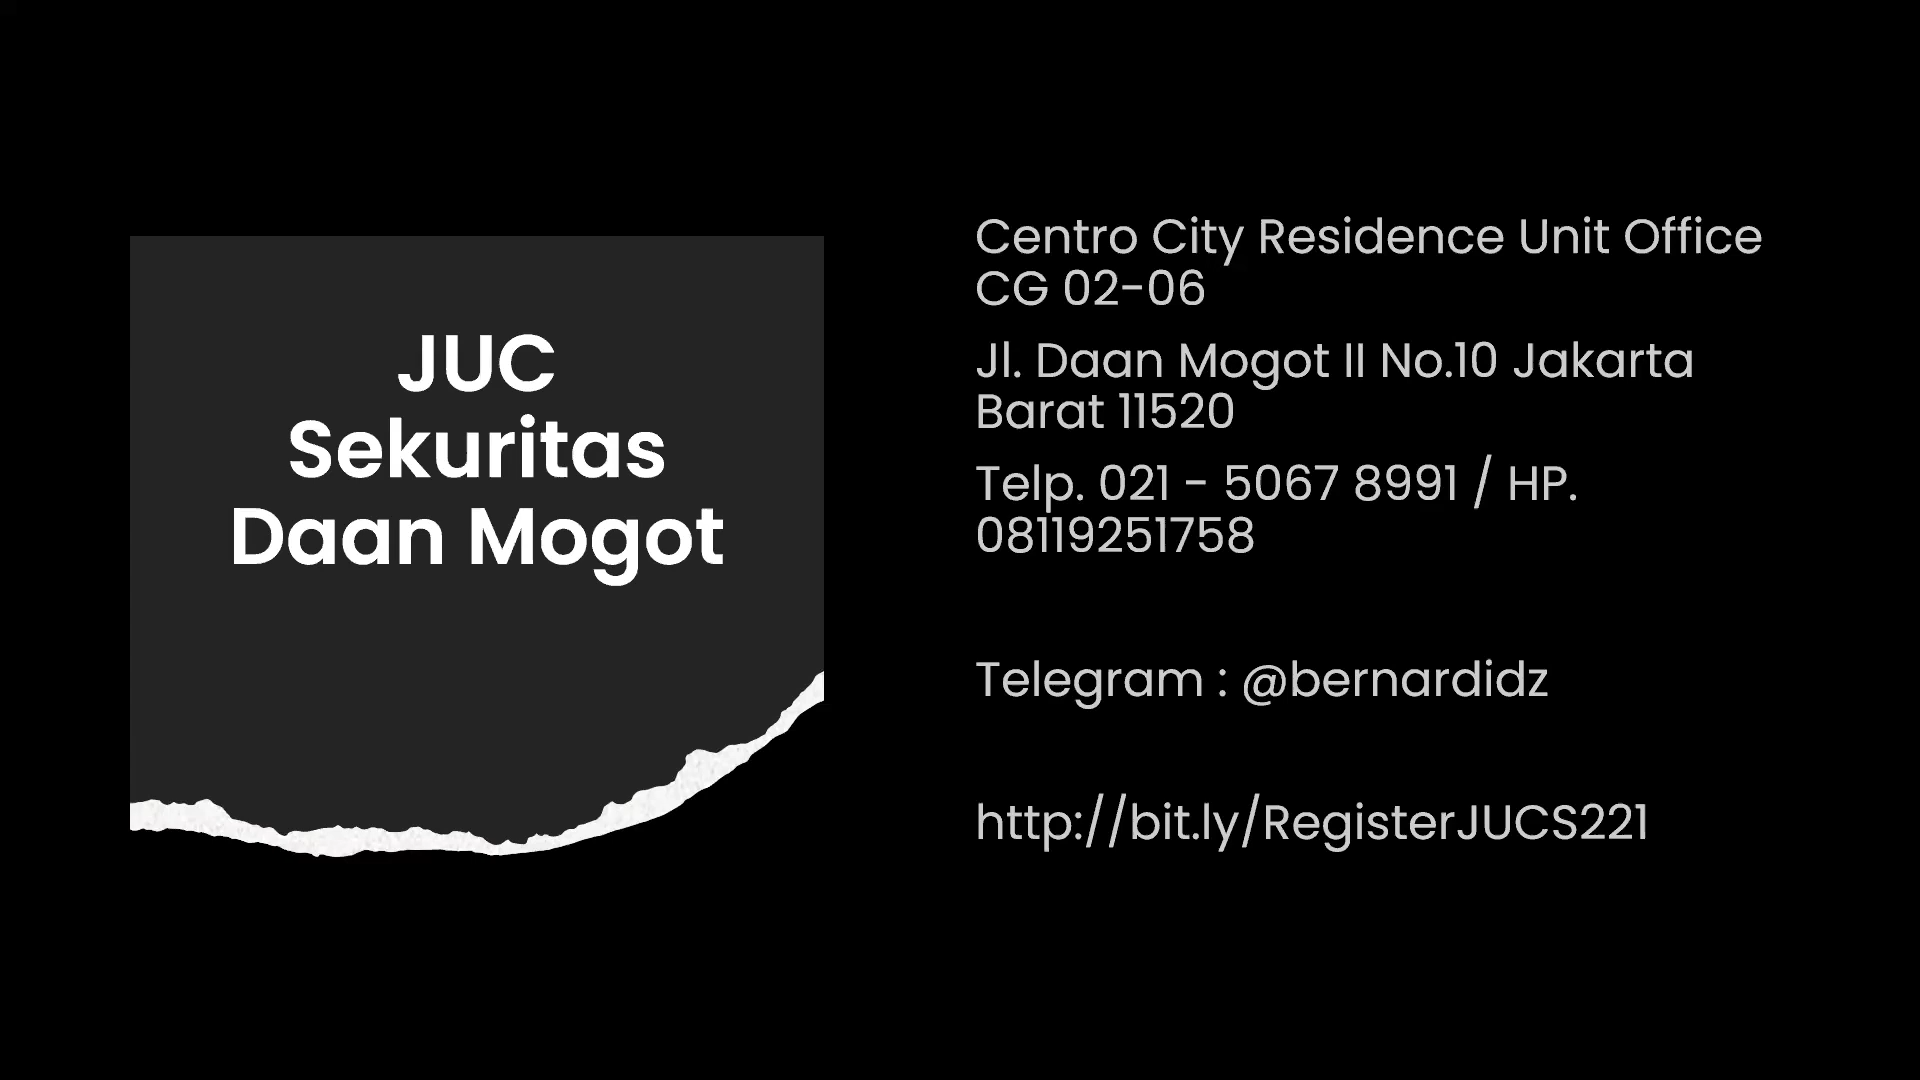 JUC
Sekuritas
Daan Mogot
Centro City Residence Unit Office
CG 02-06
Jl. Daan Mogot II No.10 Jakarta
Barat 11520
Telp. 021 - 5067 8991 / HP.
08119251758
Telegram : @bernardidz
http://bit.ly/RegisterJUCS221